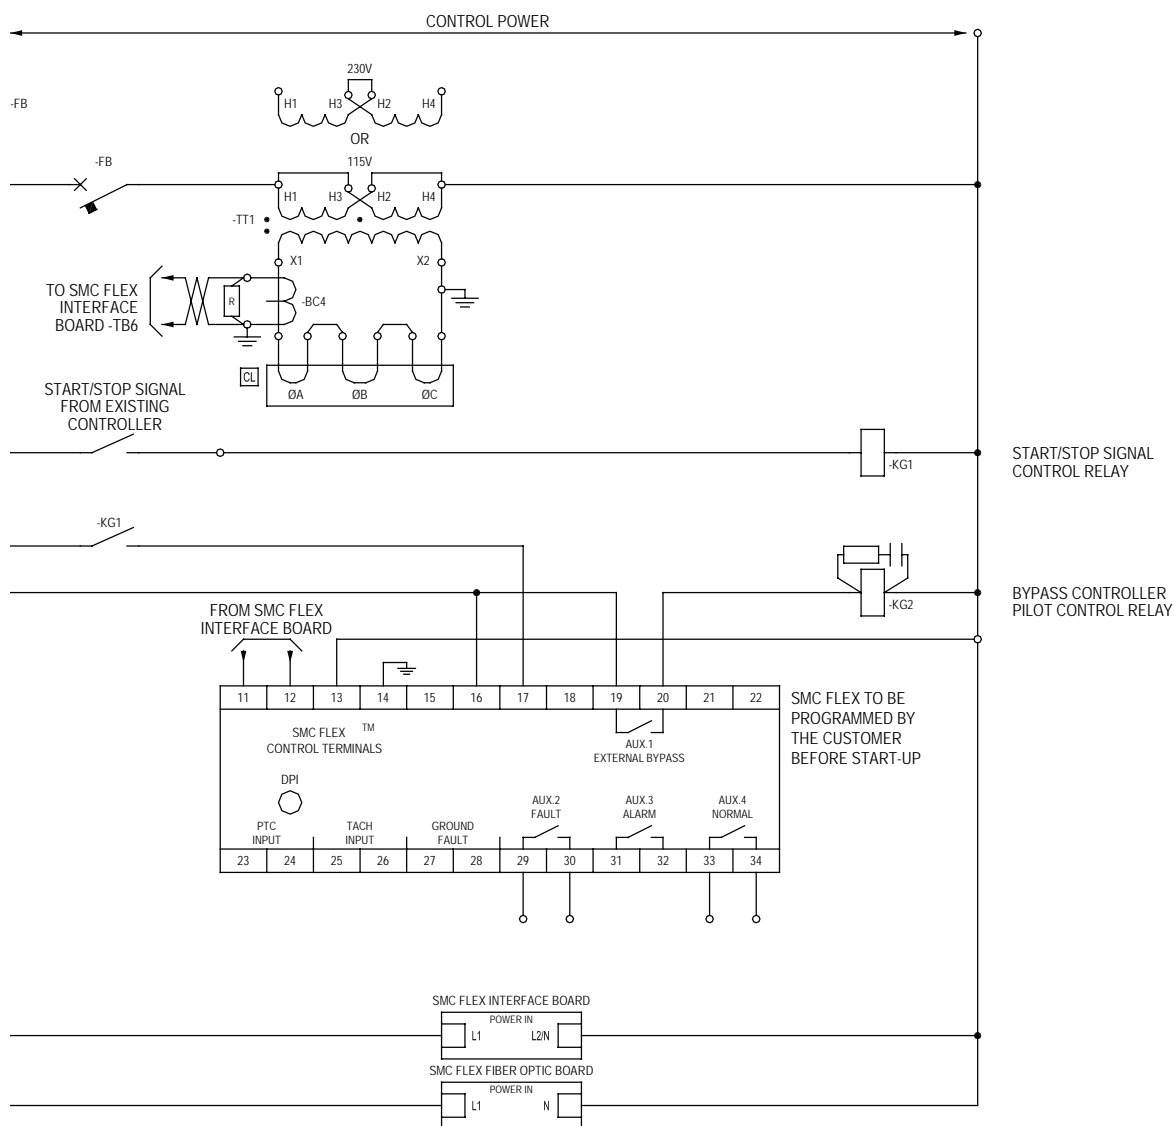 CONTROL POWER
230V
-FB
H1 H3 H2 H4
OR
-FB
115V
H1 H3 H2 H4
-TT1
X1 X2
TO SMC FLEX
INTERFACE
BOARD -TB6
R
-BC4
CL
ØA ØB ØC
START/STOP SIGNAL
FROM EXISTING
CONTROLLER
-KG1
START/STOP SIGNAL
CONTROL RELAY
-KG1
-KG2
BYPASS CONTROLLER
PILOT CONTROL RELAY
FROM SMC FLEX
INTERFACE BOARD
11 12 13 14 15 16 17 18 19 20 21 22
SMC FLEX TO BE
PROGRAMMED BY
THE CUSTOMER
BEFORE START-UP
SMC FLEX TM
CONTROL TERMINALS
AUX.1
EXTERNAL BYPASS
DPI
PTC
INPUT
TACH
INPUT
GROUND
FAULT
AUX.2
FAULT
AUX.3
ALARM
AUX.4
NORMAL
23 24 25 26 27 28 29 30 31 32 33 34
SMC FLEX INTERFACE BOARD
POWER IN
L1 L2/N
SMC FLEX FIBER OPTIC BOARD
POWER IN
L1 N